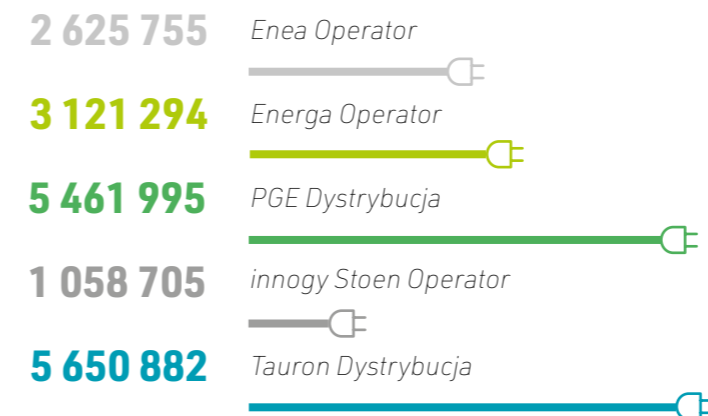 2 625 755 Enea Operator
3 121 294 Energa Operator
5 461 995 PGE Dystrybucja
1 058 705 innogy Stoen Operator
5 650 882 Tauron Dystrybucja